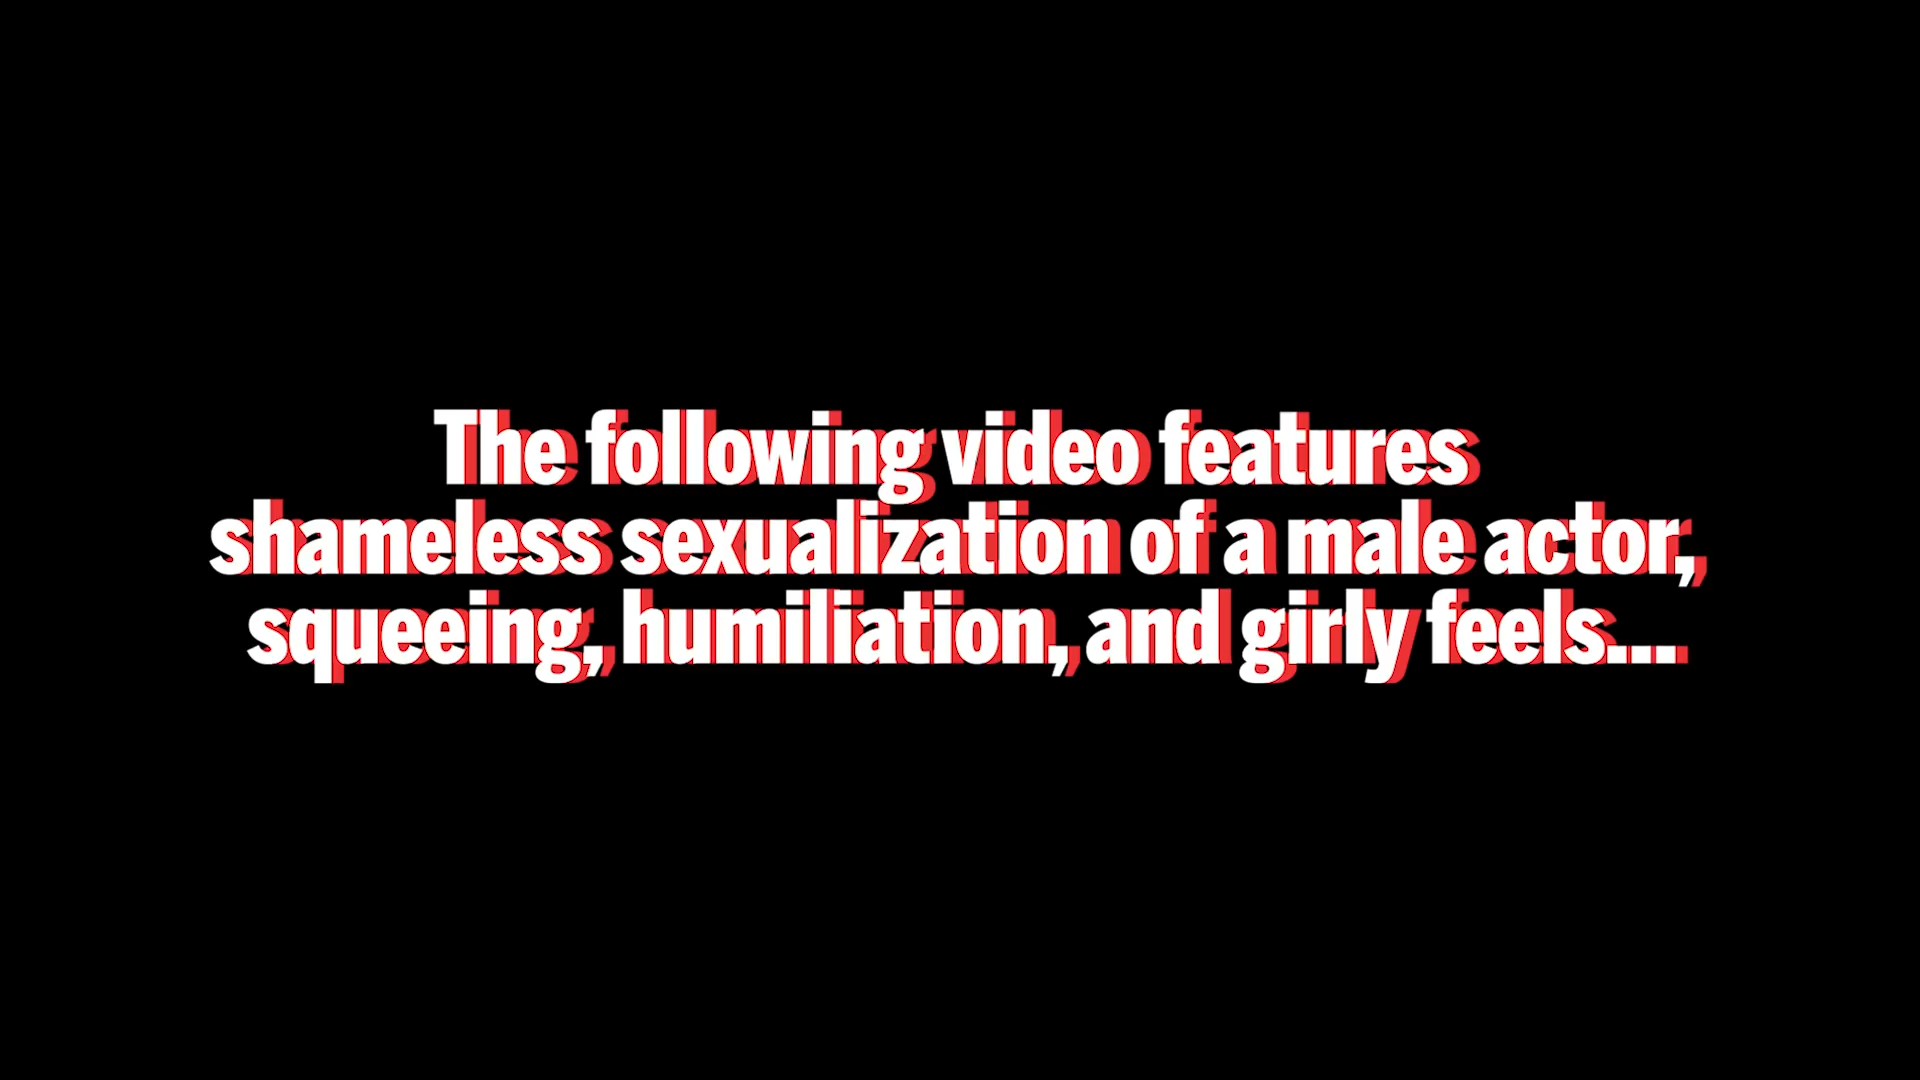 The following video features
shameless sexualization of a male actor,
squeeing, humiliation, and girly feels...